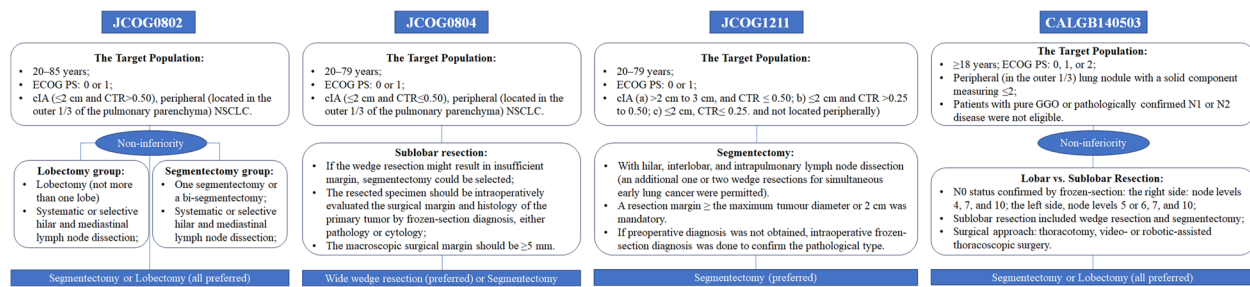 JCOG0802
The Target Population:
• 20–85 years;
• ECOG PS: 0 or 1;
• cIA (≤2 cm and CTR>0.50), peripheral (located in the
outer 1/3 of the pulmonary parenchyma) NSCLC.
Non-inferiority
Lobectomy group:
• Lobectomy (not more
than one lobe)
• Systematic or selective
hilar and mediastinal
lymph node dissection;
Segmentectomy group:
• One segmentectomy or
a bi-segmentectomy;
• Systematic or selective
hilar and mediastinal
lymph node dissection;
Segmentectomy or Lobectomy (all preferred)
JCOG0804
The Target Population:
• 20–79 years;
• ECOG PS: 0 or 1;
• cIA (≤2 cm and CTR≤0.50), peripheral (located in the
outer 1/3 of the pulmonary parenchyma) NSCLC.
Sublobar resection:
• If the wedge resection might result in insufficient
margin, segmentectomy could be selected;
• The resected specimen should be intraoperatively
evaluated the surgical margin and histology of the
primary tumor by frozen-section diagnosis, either
pathology or cytology;
• The macroscopic surgical margin should be ≥5 mm.
Wide wedge resection (preferred) or Segmentectomy
JCOG1211
The Target Population:
• 20–79 years;
• ECOG PS: 0 or 1;
• cIA (a) >2 cm to 3 cm, and CTR ≤ 0.50; b) ≤2 cm and CTR >0.25
to 0.50; c) ≤2 cm, CTR≤ 0.25. and not located peripherally)
Segmentectomy:
• With hilar, interlobar, and intrapulmonary lymph node dissection
(an additional one or two wedge resections for simultaneous
early lung cancer were permitted).
• A resection margin ≥ the maximum tumour diameter or 2 cm was
mandatory.
• If preoperative diagnosis was not obtained, intraoperative frozen-
section diagnosis was done to confirm the pathological type.
Segmentectomy (preferred)
CALGB140503
The Target Population:
• ≥18 years; ECOG PS: 0, 1, or 2;
• Peripheral (in the outer 1/3) lung nodule with a solid component
measuring ≤2;
• Patients with pure GGO or pathologically confirmed N1 or N2
disease were not eligible.
Non-inferiority
Lobar vs. Sublobar Resection:
• N0 status confirmed by frozen-section: the right side: node levels
4, 7, and 10; the left side, node levels 5 or 6, 7, and 10;
• Sublobar resection included wedge resection and segmentectomy;
• Surgical approach: thoracotomy, video- or robotic-assisted
thoracoscopic surgery.
Segmentectomy or Lobectomy (all preferred)